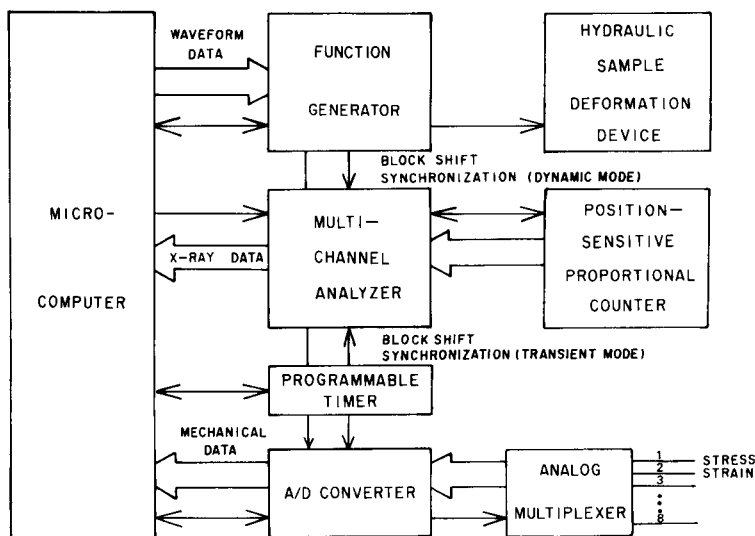 WAVEFORM
DATA
FUNCTION
GENERATOR
HYDRAULIC
SAMPLE
DEFORMATION
DEVICE
BLOCK SHIFT
SYNCHRONIZATION (DYNAMIC MODE)
MICRO-
COMPUTER
MULTI-
CHANNEL
ANALYZER
X-RAY DATA
POSITION-
SENSITIVE
PROPORTIONAL
COUNTER
BLOCK SHIFT
SYNCHRONIZATION (TRANSIENT MODE)
PROGRAMMABLE
TIMER
MECHANICAL
DATA
A/D CONVERTER
ANALOG
MULTIPLEXER
1 STRESS
2 STRAIN
3
8